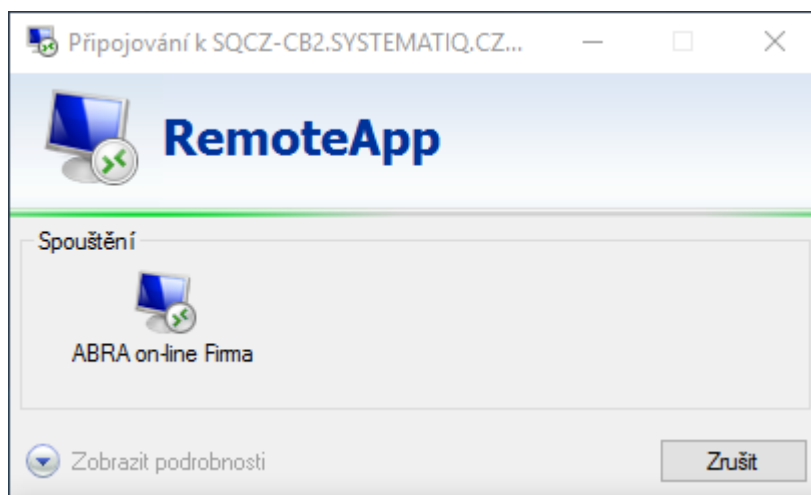 Připojování k SQCZ-CB2.SYSTEMATIQ.CZ...
RemoteApp
Spouštění
ABRA on-line Firma
Zobrazit podrobnosti
Zrušit